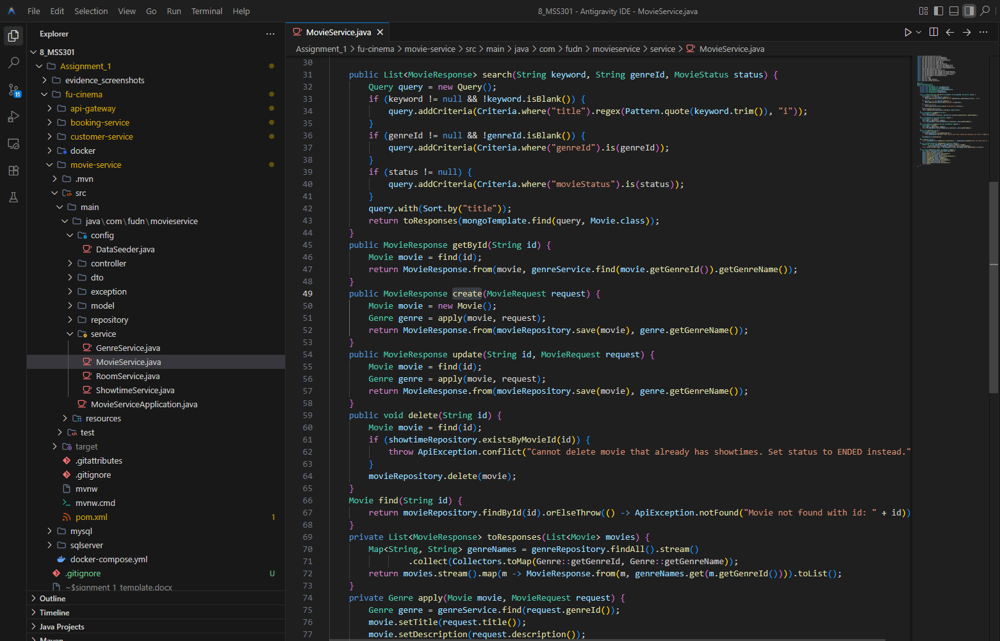 File Edit Selection View Go Run Terminal Help
8_MSS301 - Antigravity IDE - MovieService.java
Explorer
8_MSS301
Assignment_1
evidence_screenshots
fu-cinema
api-gateway
booking-service
customer-service
docker
movie-service
.mvn
src
main
java\com\fudn\movieservice
config
DataSeeder.java
controller
dto
exception
model
repository
service
GenreService.java
MovieService.java
RoomService.java
ShowtimeService.java
MovieServiceApplication.java
resources
test
target
.gitattributes
.gitignore
mvnw
mvnw.cmd
pom.xml 1
mysql
sqlserver
docker-compose.yml
.gitignore U
~$signment 1 template.docx
Outline
Timeline
Java Projects
Maven
11
MovieService.java
Assignment_1 > fu-cinema > movie-service > src > main > java > com > fudn > movieservice > service > MovieService.java
30
31 public List<MovieResponse> search(String keyword, String genreId, MovieStatus status) {
32 Query query = new Query();
33 if (keyword != null && !keyword.isBlank()) {
34 query.addCriteria(Criteria.where("title").regex(Pattern.quote(keyword.trim()), "i"));
35 }
36 if (genreId != null && !genreId.isBlank()) {
37 query.addCriteria(Criteria.where("genreId").is(genreId));
38 }
39 if (status != null) {
40 query.addCriteria(Criteria.where("movieStatus").is(status));
41 }
42 query.with(Sort.by("title"));
43 return toResponses(mongoTemplate.find(query, Movie.class));
44 }
45 public MovieResponse getById(String id) {
46 Movie movie = find(id);
47 return MovieResponse.from(movie, genreService.find(movie.getGenreId()).getGenreName());
48 }
49 public MovieResponse create(MovieRequest request) {
50 Movie movie = new Movie();
51 Genre genre = apply(movie, request);
52 return MovieResponse.from(movieRepository.save(movie), genre.getGenreName());
53 }
54 public MovieResponse update(String id, MovieRequest request) {
55 Movie movie = find(id);
56 Genre genre = apply(movie, request);
57 return MovieResponse.from(movieRepository.save(movie), genre.getGenreName());
58 }
59 public void delete(String id) {
60 Movie movie = find(id);
61 if (showtimeRepository.existsByMovieId(id)) {
62 throw ApiException.conflict("Cannot delete movie that already has showtimes. Set status to ENDED instead."
63 }
64 movieRepository.delete(movie);
65 }
66 Movie find(String id) {
67 return movieRepository.findById(id).orElseThrow(() -> ApiException.notFound("Movie not found with id: " + id))
68 }
69 private List<MovieResponse> toResponses(List<Movie> movies) {
70 Map<String, String> genreNames = genreRepository.findAll().stream()
71 .collect(Collectors.toMap(Genre::getGenreId, Genre::getGenreName));
72 return movies.stream().map(m -> MovieResponse.from(m, genreNames.get(m.getGenreId()))).toList();
73 }
74 private Genre apply(Movie movie, MovieRequest request) {
75 Genre genre = genreService.find(request.genreId());
76 movie.setTitle(request.title());
77 movie.setDescription(request.description());